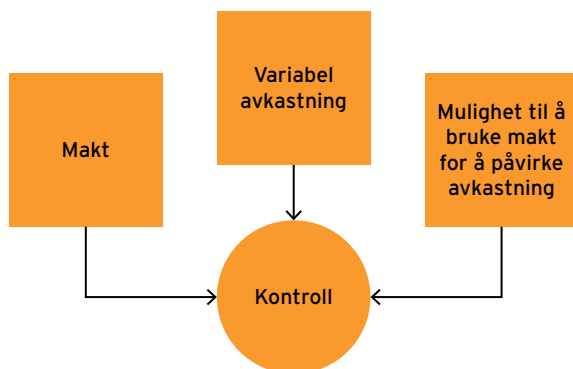 Makt
Variabel
avkastning
Mulighet til å
bruke makt
for å påvirke
avkastning
Kontroll